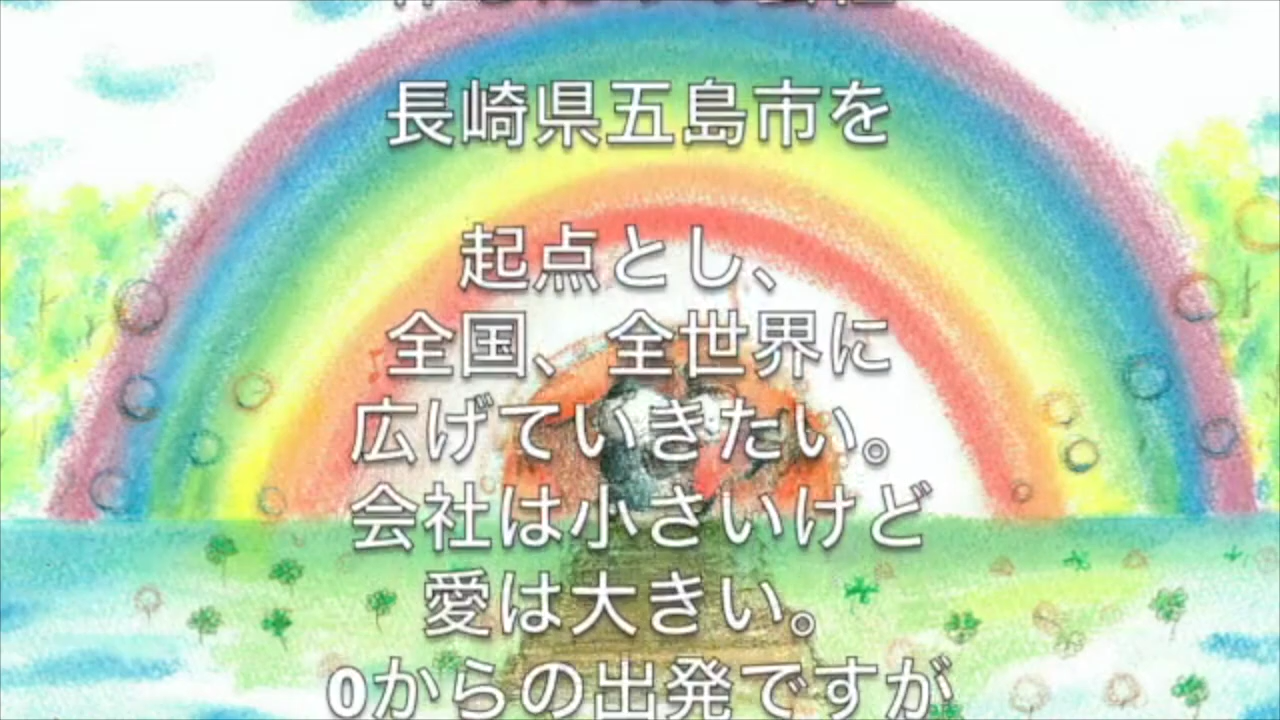 長崎県五島市を
起点とし、
全国、全世界に
広げていきたい。
会社は小さいけど
愛は大きい。
0からの出発ですが